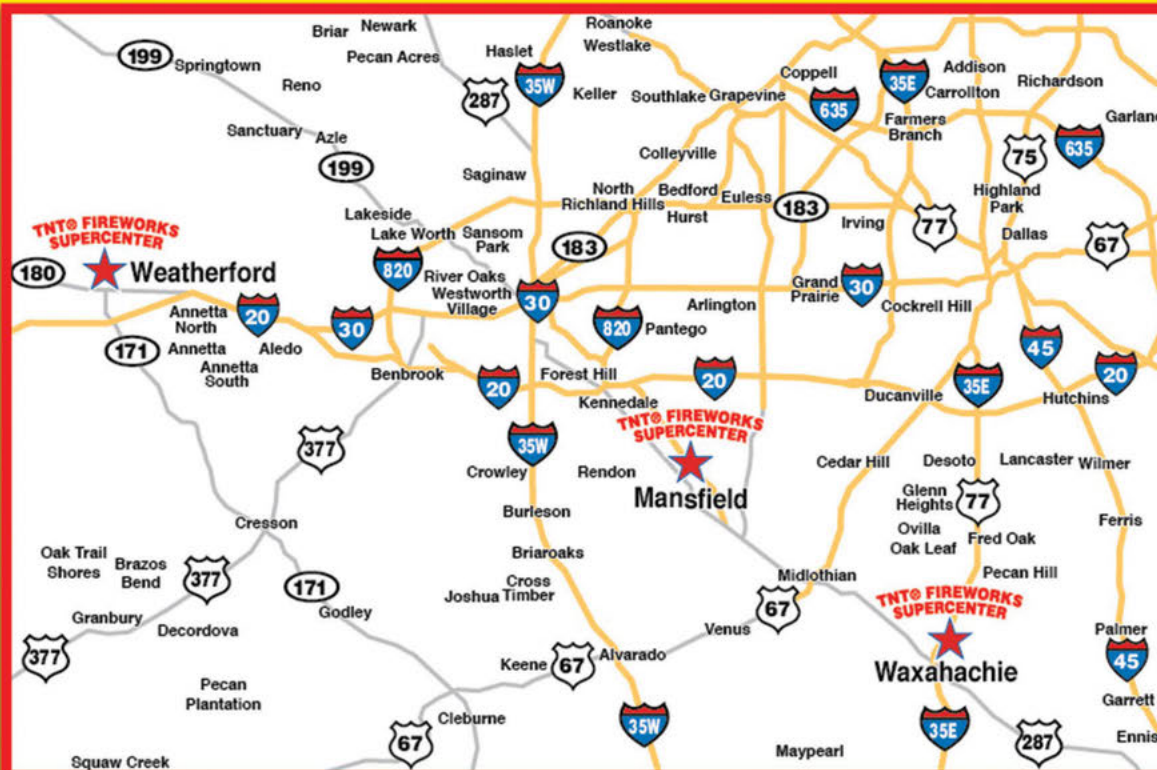 Roanoke
Newark
Briar
Westlake
Haslet
199
Springtown
Pecan Acres
35W
Coppell
35E
Addison
Richardson
Reno
287
Keller
Southlake
Grapevine
635
Carrollton
Farmers
Branch
Garlan
Sanctuary
Azle
199
75
635
Colleyville
Saginaw
North
Richland Hills
Bedford
Euless
Hurst
183
Highland
Park
Irving
77
Dallas
67
Lakeside
Lake Worth
Sansom
Park
183
TNT® FIREWORKS
SUPERCENTER
180
Weatherford
820
River Oaks
Westworth
Village
30
Grand
Prairie
30
Arlington
Cockrell Hill
Annetta
North
20
30
820
Pantego
171
Annetta
Aledo
Annetta
South
45
Benbrook
20
Forest Hill
20
35E
20
Kennedale
Ducanville
Hutchins
TNT® FIREWORKS
SUPERCENTER
377
35W
Crowley
Rendon
Mansfield
Cedar Hill
Desoto
Lancaster
Wilmer
Glenn
Heights
77
Burleson
Cresson
Ferris
Ovilla
Fred Oak
Oak Leaf
Briaroaks
Oak Trail
Shores
Brazos
Bend
377
171
Godley
Cross
Timber
Joshua
Midlothian
Pecan Hill
67
TNT® FIREWORKS
SUPERCENTER
Granbury
Decordova
Venus
Palmer
377
Keene
67
Alvarado
Waxahachie
45
Pecan
Plantation
Garrett
Cleburne
67
35W
35E
287
Ennis
Maypearl
Squaw Creek